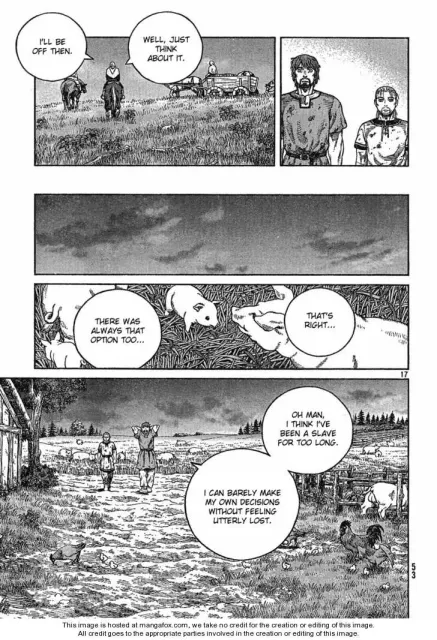 I'LL BE
OFF THEN.
WELL, JUST
THINK
ABOUT IT.
THERE WAS
ALWAYS THAT
OPTION TOO...
THAT'S
RIGHT...
17
OH MAN,
I THINK I'VE
BEEN A SLAVE
FOR TOO LONG.
I CAN BARELY MAKE
MY OWN DECISIONS
WITHOUT FEELING
UTTERLY LOST.
53
This image is hosted at mangafox.com, we take no credit for the creation or editing of this image.
All credit goes to the appropriate parties involved in the creation of editing of this image.